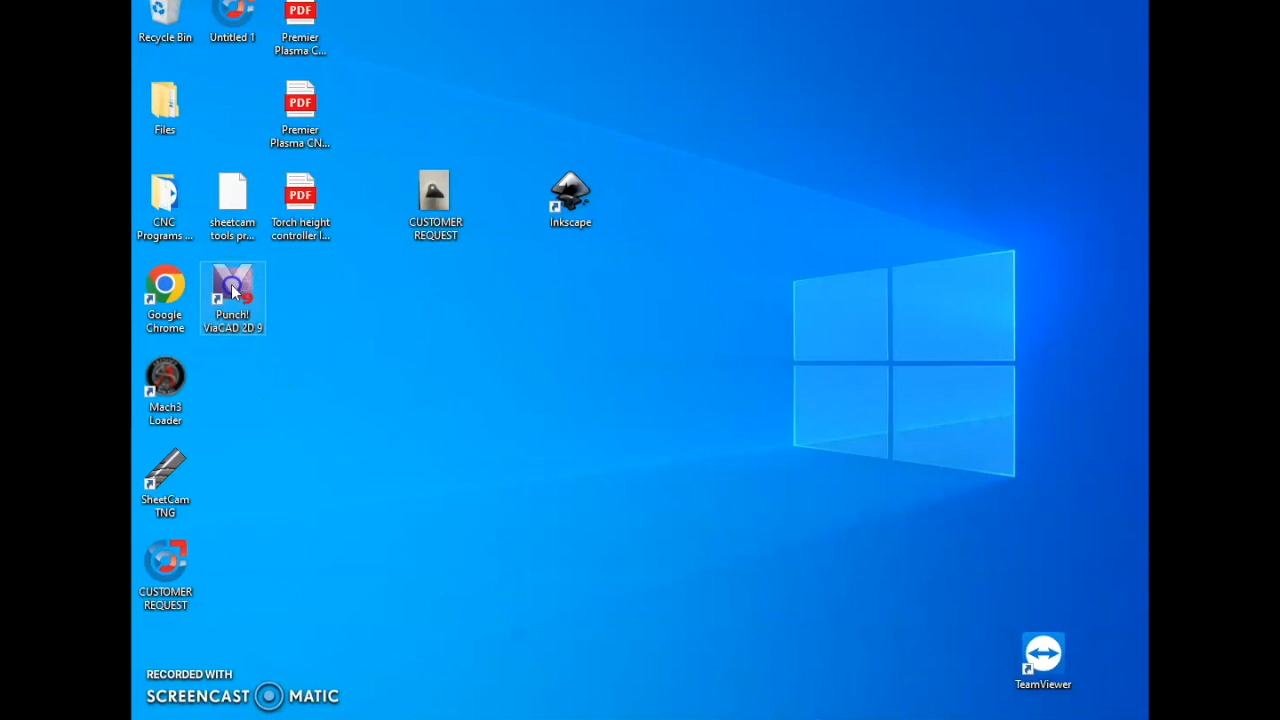 Recycle Bin
Untitled 1
Premier
Plasma C...
Files
Premier
Plasma CN...
CNC
Programs ...
sheetcam
tools pr...
Torch height
controller l...
CUSTOMER
REQUEST
Inkscape
Google
Chrome
Punch!
ViaCAD 2D 9
Mach3
Loader
SheetCam
TNG
CUSTOMER
REQUEST
TeamViewer
PDF
PDF
PDF
9
RECORDED WITH
SCREENCAST MATIC